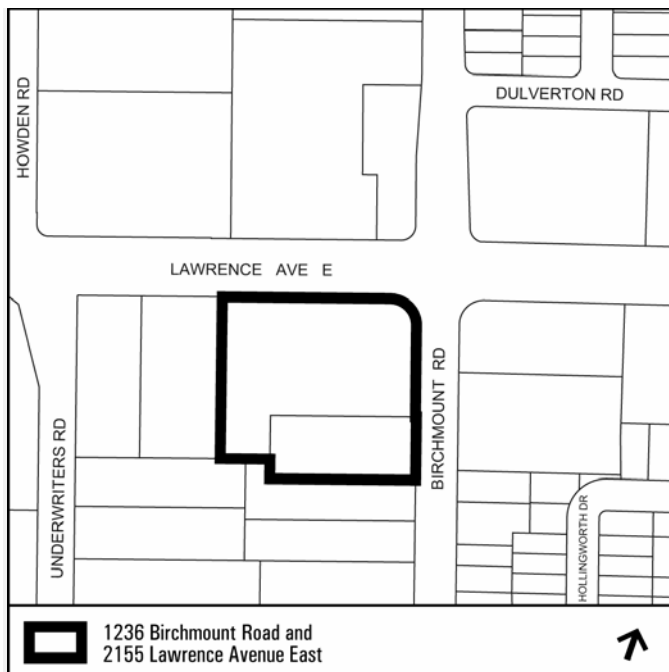 HOWDEN RD
DULVERTON RD
LAWRENCE AVE E
UNDERWRITERS RD
BIRCHMOUNT RD
HOLLINGWORTH DR
1236 Birchmount Road and
2155 Lawrence Avenue East